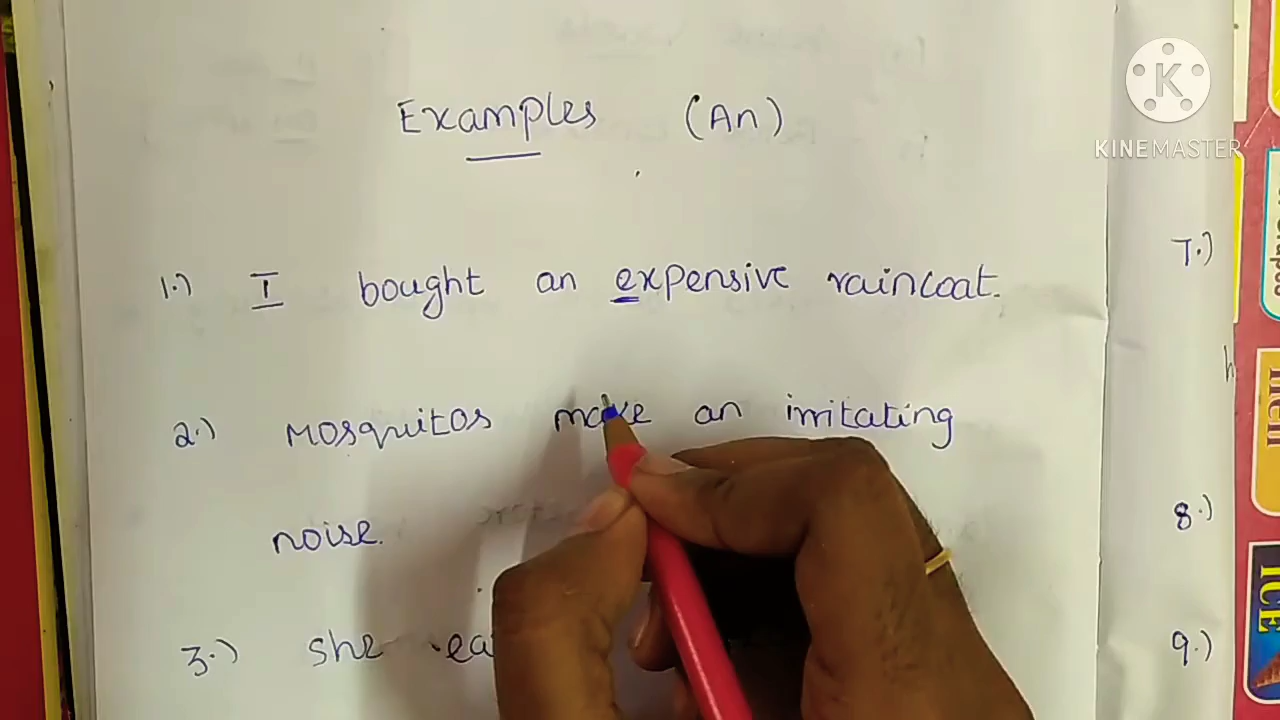 Examples (An)
1.) I bought an expensive raincoat.
2.) Mosquitos make an irritating
noise.
3.) She
7.)
8.)
9.)
K
KINEMASTER
ICE